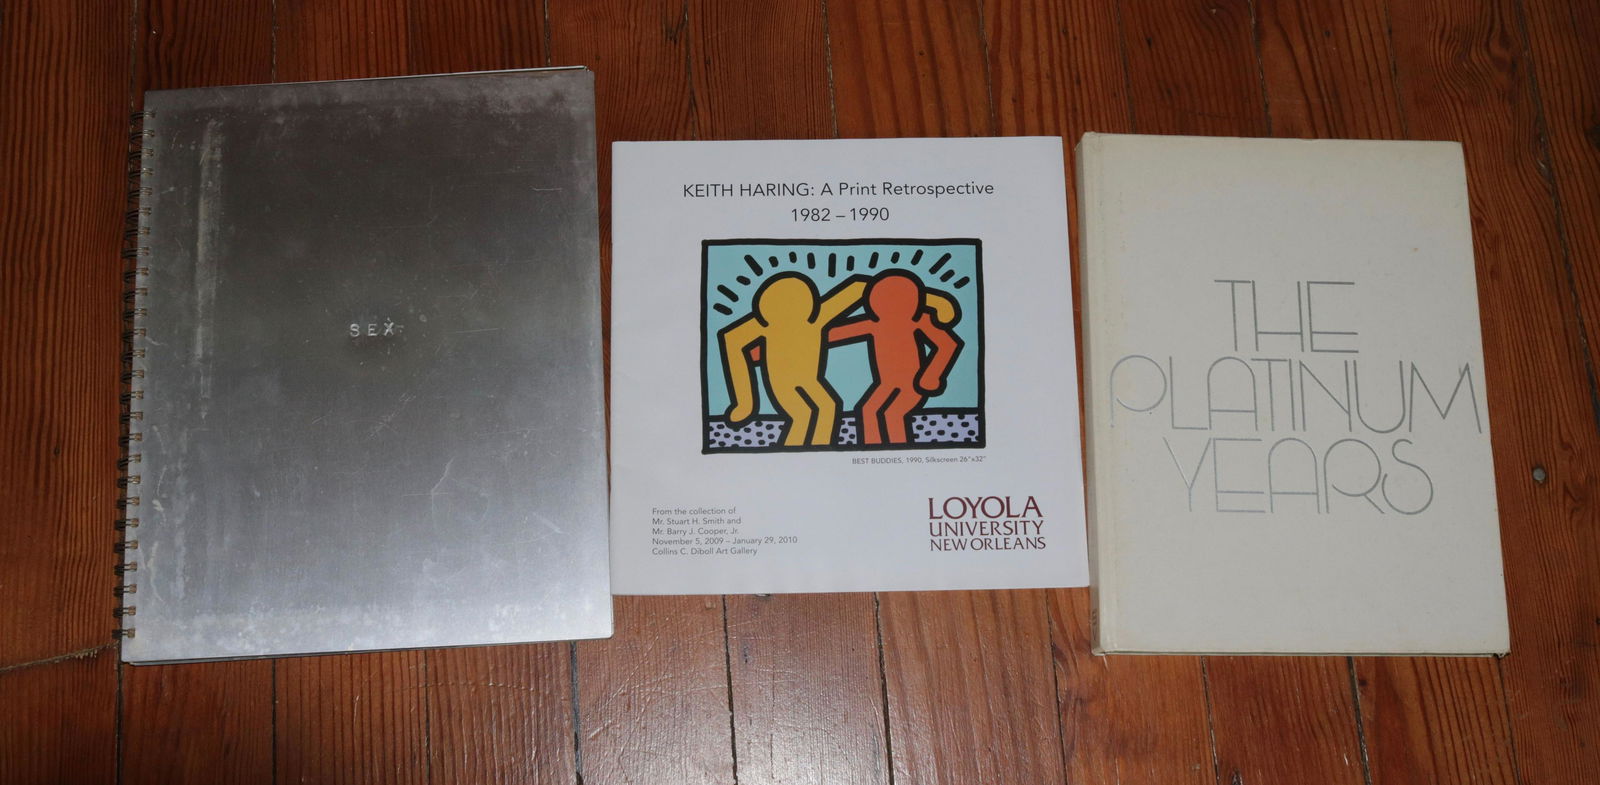 SEX
KEITH HARING: A Print Retrospective
1982 – 1990
BEST BUDDIES, 1990, Silkscreen 26"x32"
From the collection of
Mr. Stuart H. Smith and
Mr. Barry J. Cooper, Jr.
November 5, 2009 – January 29, 2010
Collins C. Diboll Art Gallery
LOYOLA
UNIVERSITY
NEW ORLEANS
THE
PLATINUM
YEARS